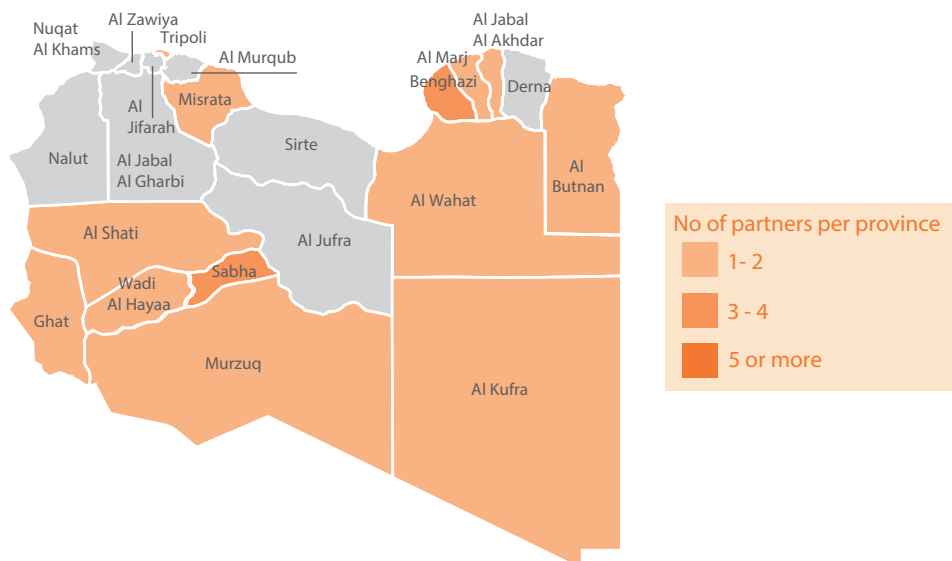 Nuqat
Al Khams
Al Zawiya
Tripoli
Al Murqub
Misrata
Al
Jifarah
Nalut
Al Jabal
Al Gharbi
Sirte
Al Marj
Benghazi
Al Jabal
Al Akhdar
Derna
Al
Butnan
Al Wahat
Al Shati
Al Jufra
Sabha
Wadi
Al Hayaa
Ghat
Murzuq
Al Kufra
No of partners per province
1- 2
3 - 4
5 or more